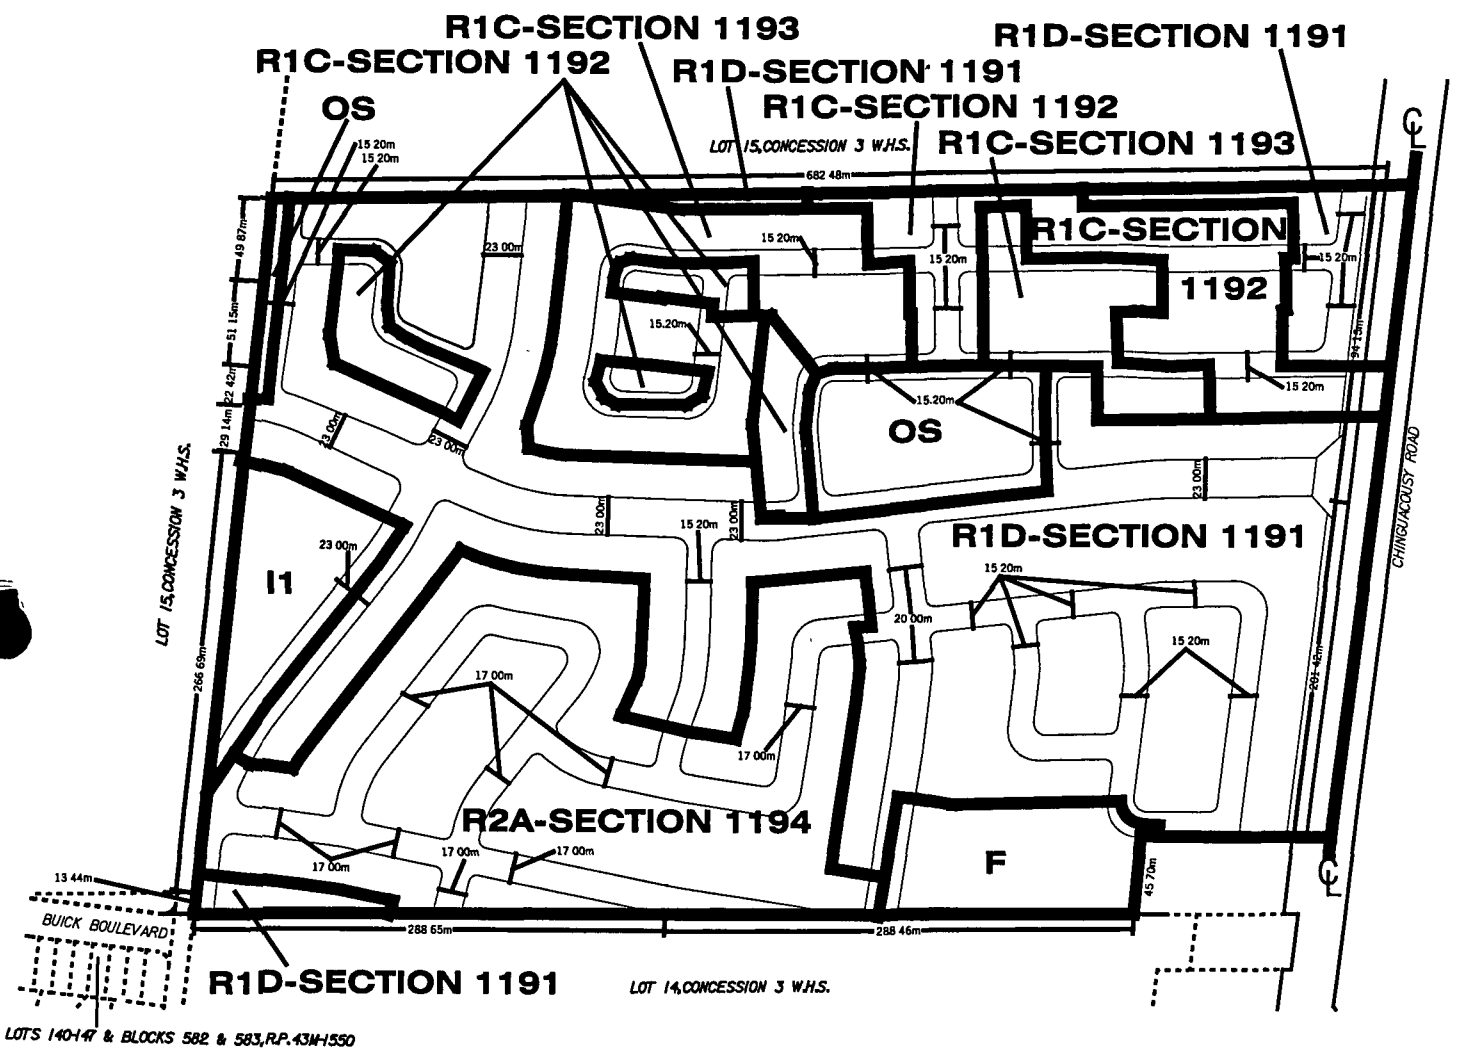 R1C-SECTION 1193
R1D-SECTION 1191
R1C-SECTION 1192
R1D-SECTION 1191
OS
R1C-SECTION 1192
LOT 15,CONCESSION 3 W.H.S.
R1C-SECTION 1193
15 20m
15 20m
682 48m
49 87m
23 00m
15 20m
15 20m
R1C-SECTION
1192
15 20m
51 15m
15.20m
94 15m
22 42m
15.20m
15 20m
29 14m
23 00m
23 00m
OS
LOT 15,CONCESSION 3 W.H.S.
CHINGUACOUSY ROAD
23 00m
23 00m
23 00m
15 20m
R1D-SECTION 1191
23 00m
I1
15 20m
20 00m
15 20m
266 69m
201 42m
17 00m
17 00m
R2A-SECTION 1194
17 00m
17 00m
17 00m
F
45 70m
13 44m
CL
CL
BUICK BOULEVARD
288 65m
288 46m
R1D-SECTION 1191
LOT 14,CONCESSION 3 W.H.S.
LOTS 140-147 & BLOCKS 582 & 583,R.P. 43M-1550